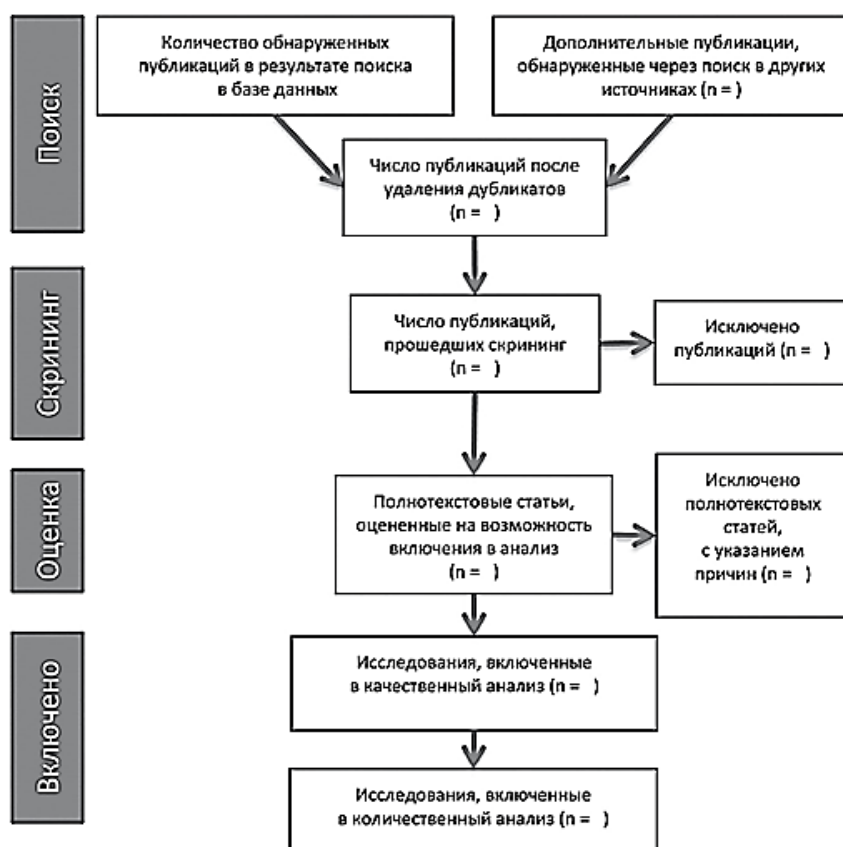 Поиск
Количество обнаруженных
публикаций в результате поиска
в базе данных
Дополнительные публикации,
обнаруженные через поиск в других
источниках (n = )
Число публикаций после
удаления дубликатов
(n =  )
Скрининг
Число публикаций,
прошедших скрининг
(n =  )
Исключено
публикаций (n =  )
Оценка
Полнотекстовые статьи,
оцененные на возможность
включения в анализ
(n =  )
Исключено
полнотекстовых
статей,
с указанием
причин (n =  )
Включено
Исследования, включенные
в качественный анализ (n =  )
Исследования, включенные
в количественный анализ (n =  )